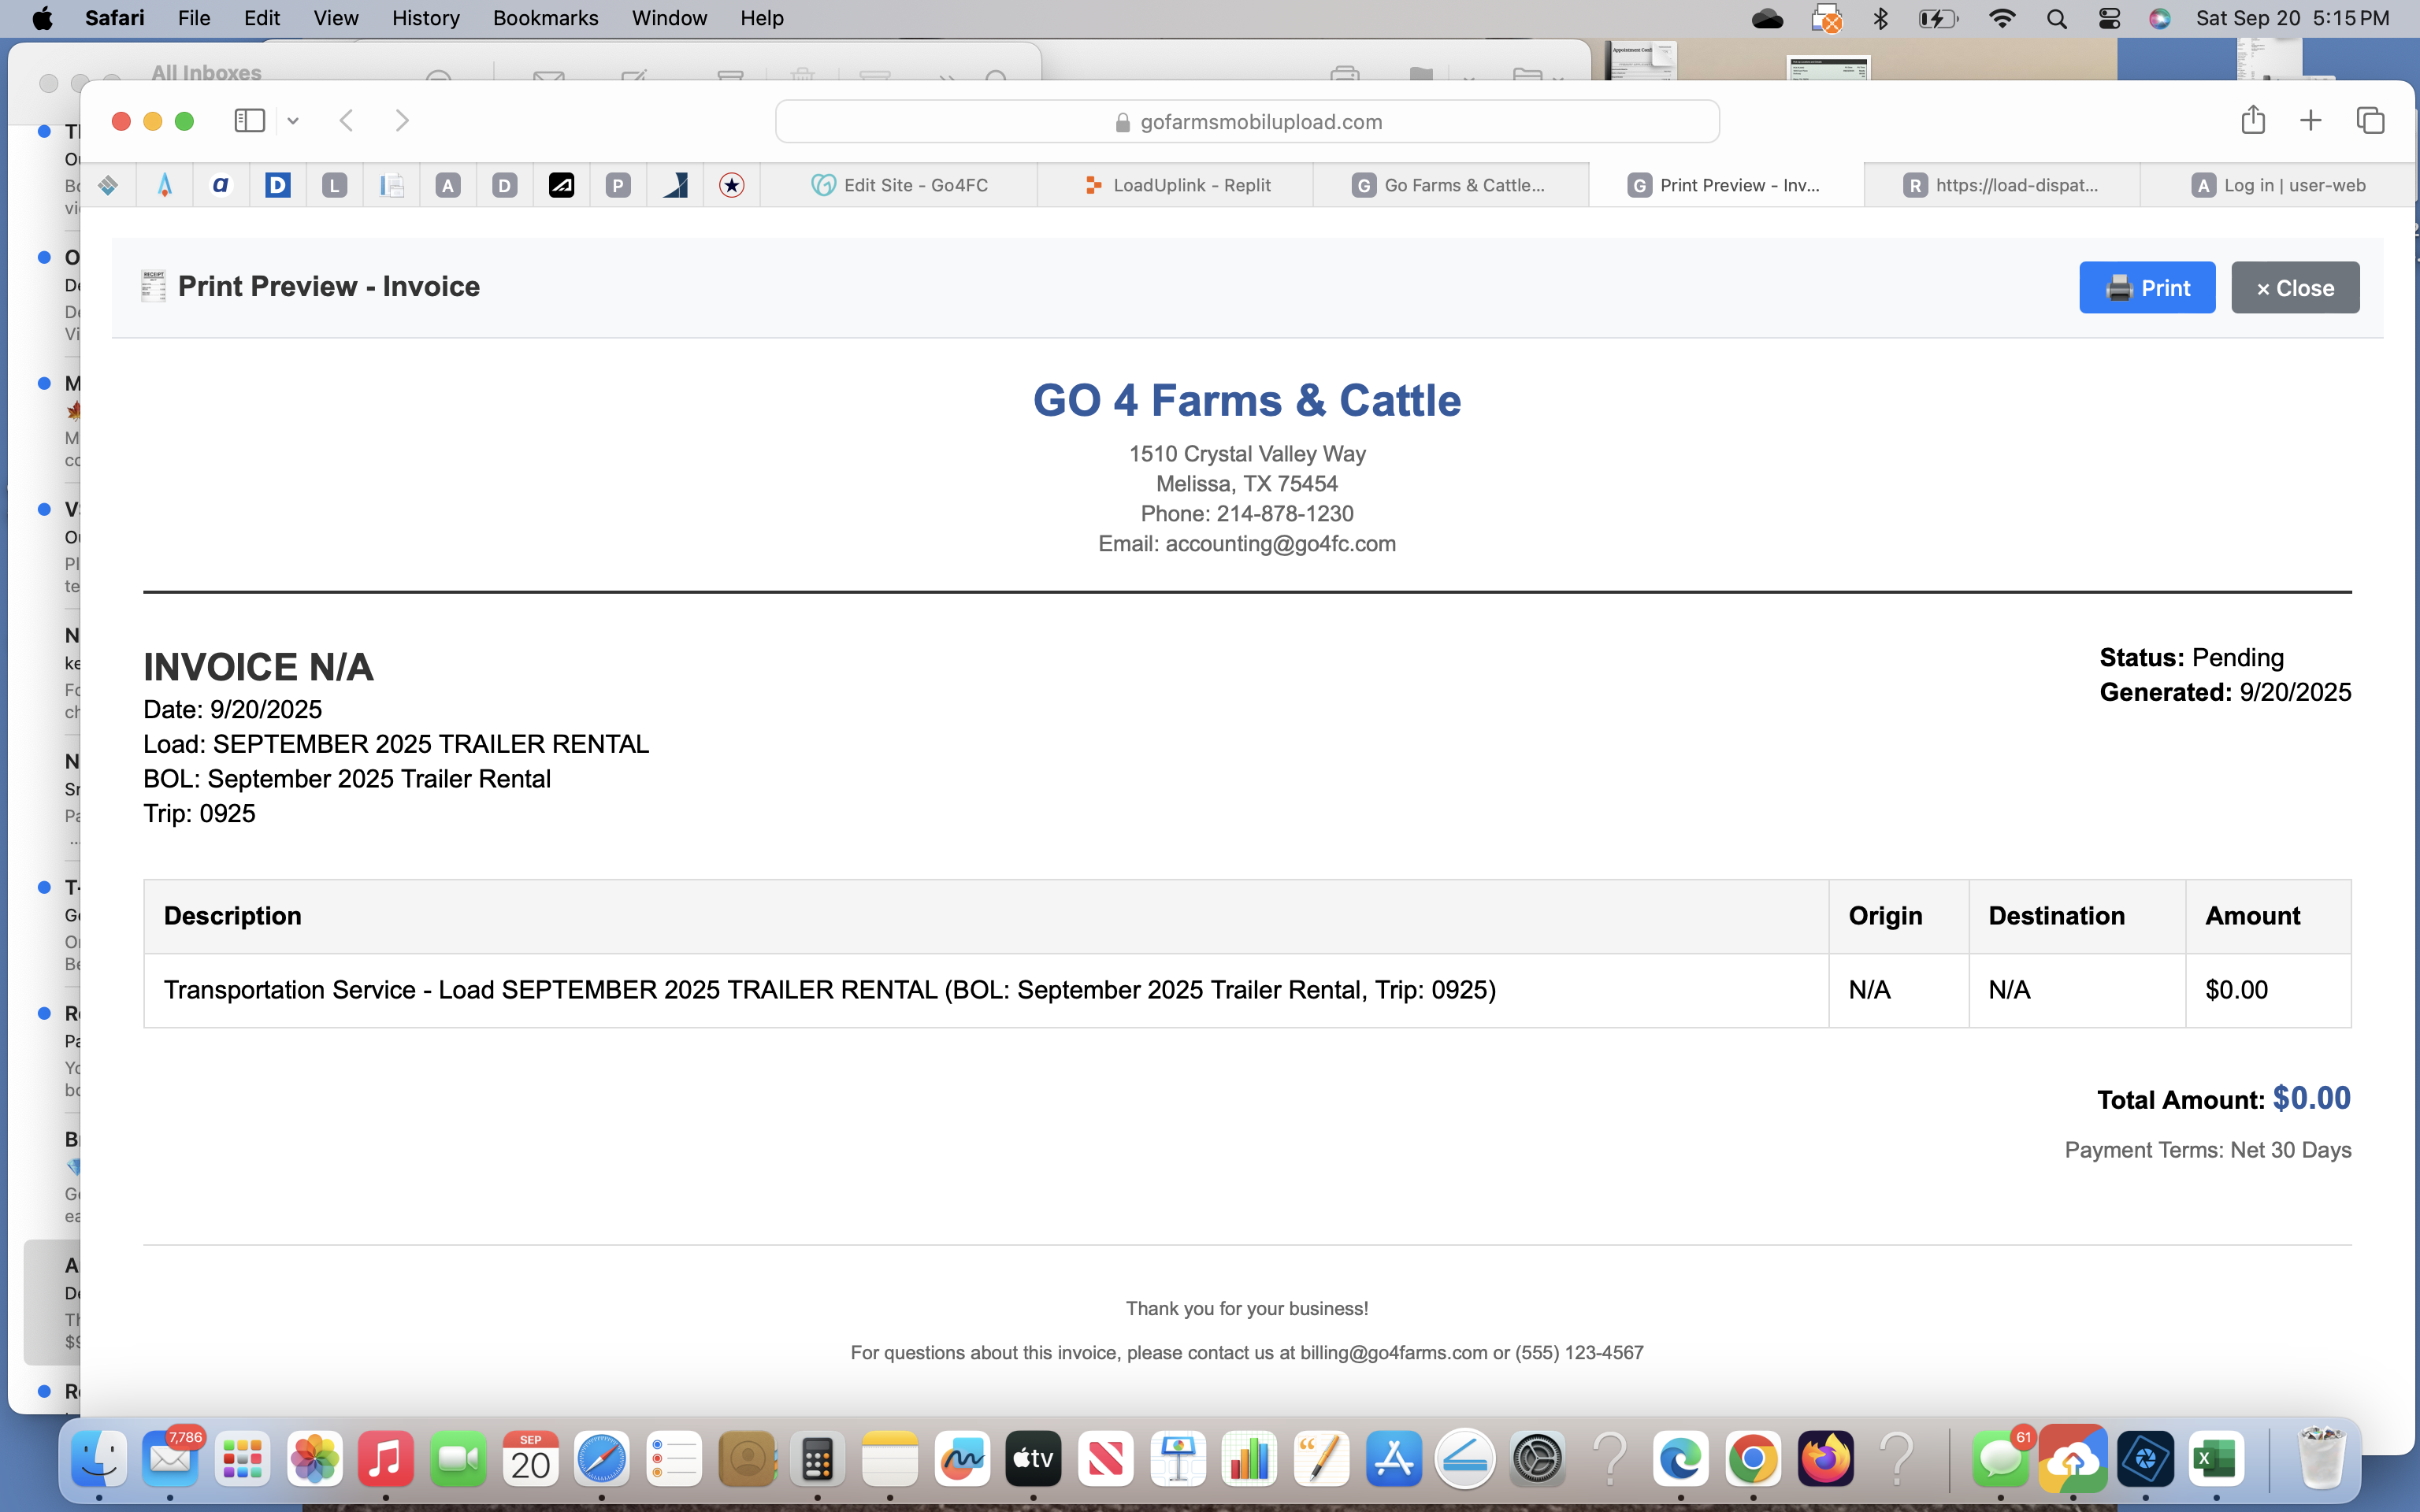 Safari File Edit View History Bookmarks Window Help Sat Sep 20 5:15 PM
All Inboxes
gofarmsmobilupload.com
Edit Site - Go4FC LoadUplink - Replit Go Farms & Cattle... Print Preview - Inv... https://load-dispat... Log in | user-web
Print Preview - Invoice
Print × Close
GO 4 Farms & Cattle
1510 Crystal Valley Way
Melissa, TX 75454
Phone: 214-878-1230
Email: accounting@go4fc.com
INVOICE N/A
Date: 9/20/2025
Load: SEPTEMBER 2025 TRAILER RENTAL
BOL: September 2025 Trailer Rental
Trip: 0925
Status: Pending
Generated: 9/20/2025
Description Origin Destination Amount
Transportation Service - Load SEPTEMBER 2025 TRAILER RENTAL (BOL: September 2025 Trailer Rental, Trip: 0925) N/A N/A $0.00
Total Amount: $0.00
Payment Terms: Net 30 Days
Thank you for your business!
For questions about this invoice, please contact us at billing@go4farms.com or (555) 123-4567
7,786
SEP
20
tv
61